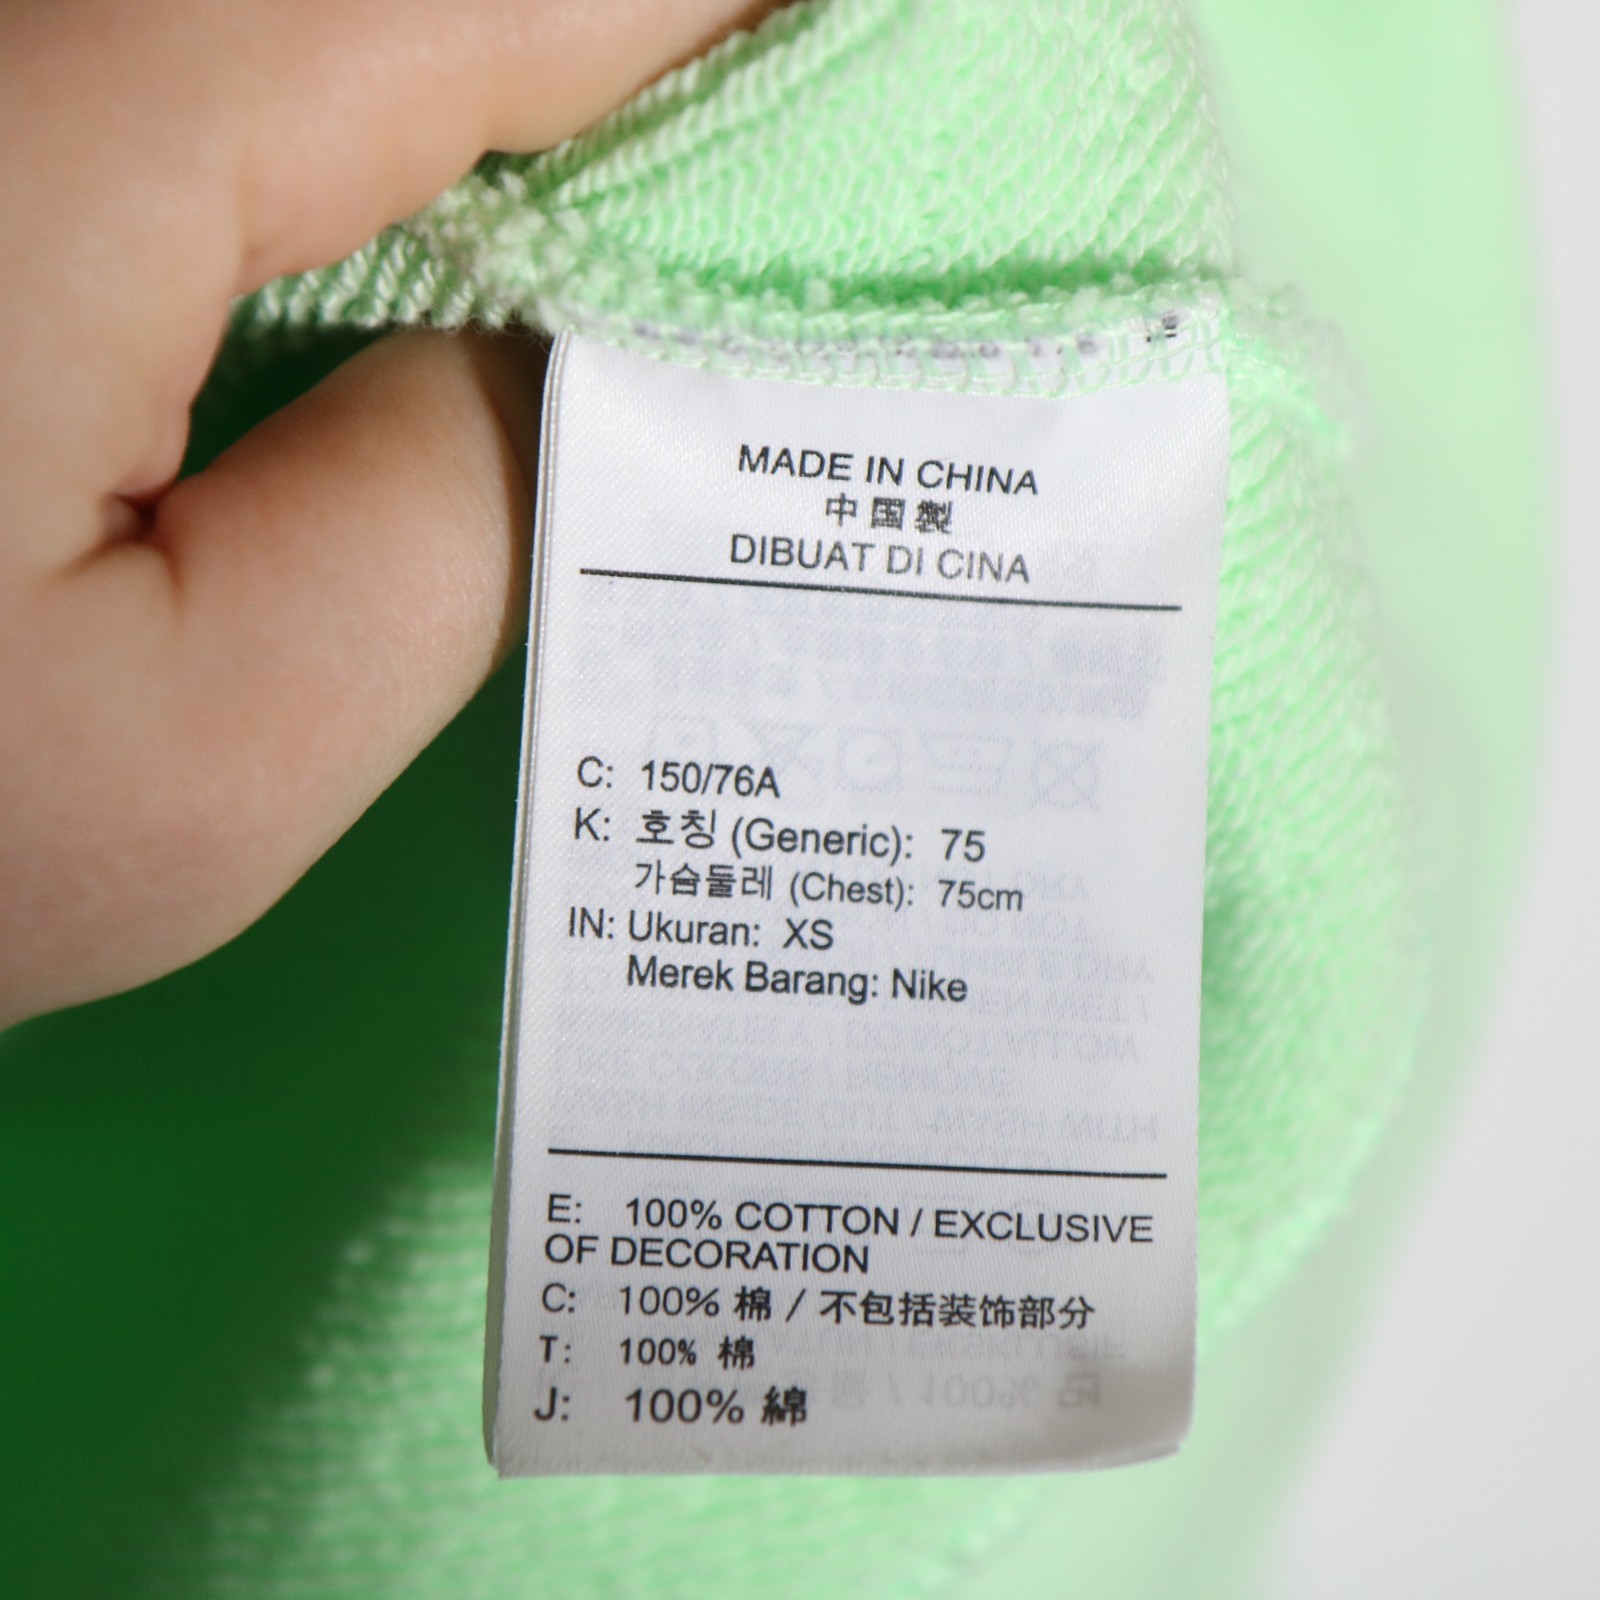 MADE IN CHINA
中国製
DIBUAT DI CINA
C: 150/76A
K: 호칭 (Generic): 75
가슴둘레 (Chest): 75cm
IN: Ukuran: XS
Merek Barang: Nike
E: 100% COTTON / EXCLUSIVE
OF DECORATION
C: 100% 棉 / 不包括装饰部分
T: 100% 棉
J: 100% 綿